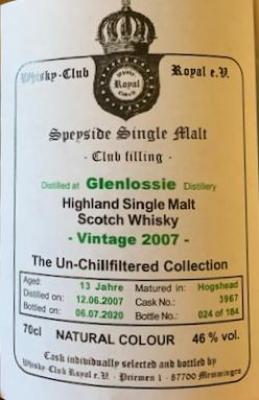 Whisky-Club Royal e.V.
Whisky
Royal
Club
Speyside Single Malt
- Club filling -
Distilled at Glenlossie Distillery
Highland Single Malt
Scotch Whisky
- Vintage 2007 -
The Un-Chillfiltered Collection
Aged: 13 Jahre Matured in: Hogshead
Distilled on: 12.06.2007 Cask No.: 3967
Bottled on: 06.07.2020 Bottle No.: 024 of 184
70cl NATURAL COLOUR 46 % vol.
Cask individually selected and bottled by
Whisky Club Royal e.V. - Priemen 1 - 87700 Memmingen